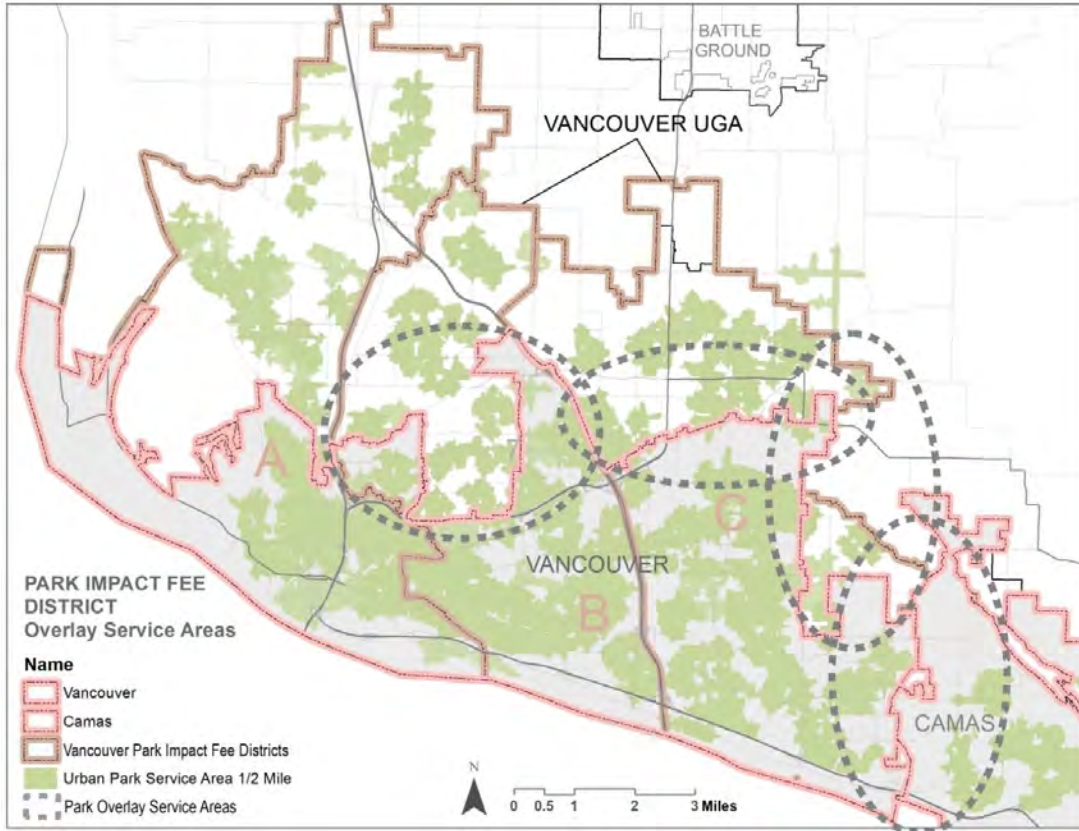 BATTLE
GROUND
VANCOUVER UGA
A
C
VANCOUVER
B
CAMAS
PARK IMPACT FEE
DISTRICT
Overlay Service Areas
Name
Vancouver
Camas
Vancouver Park Impact Fee Districts
Urban Park Service Area 1/2 Mile
Park Overlay Service Areas
N
0 0.5 1 2 3 Miles